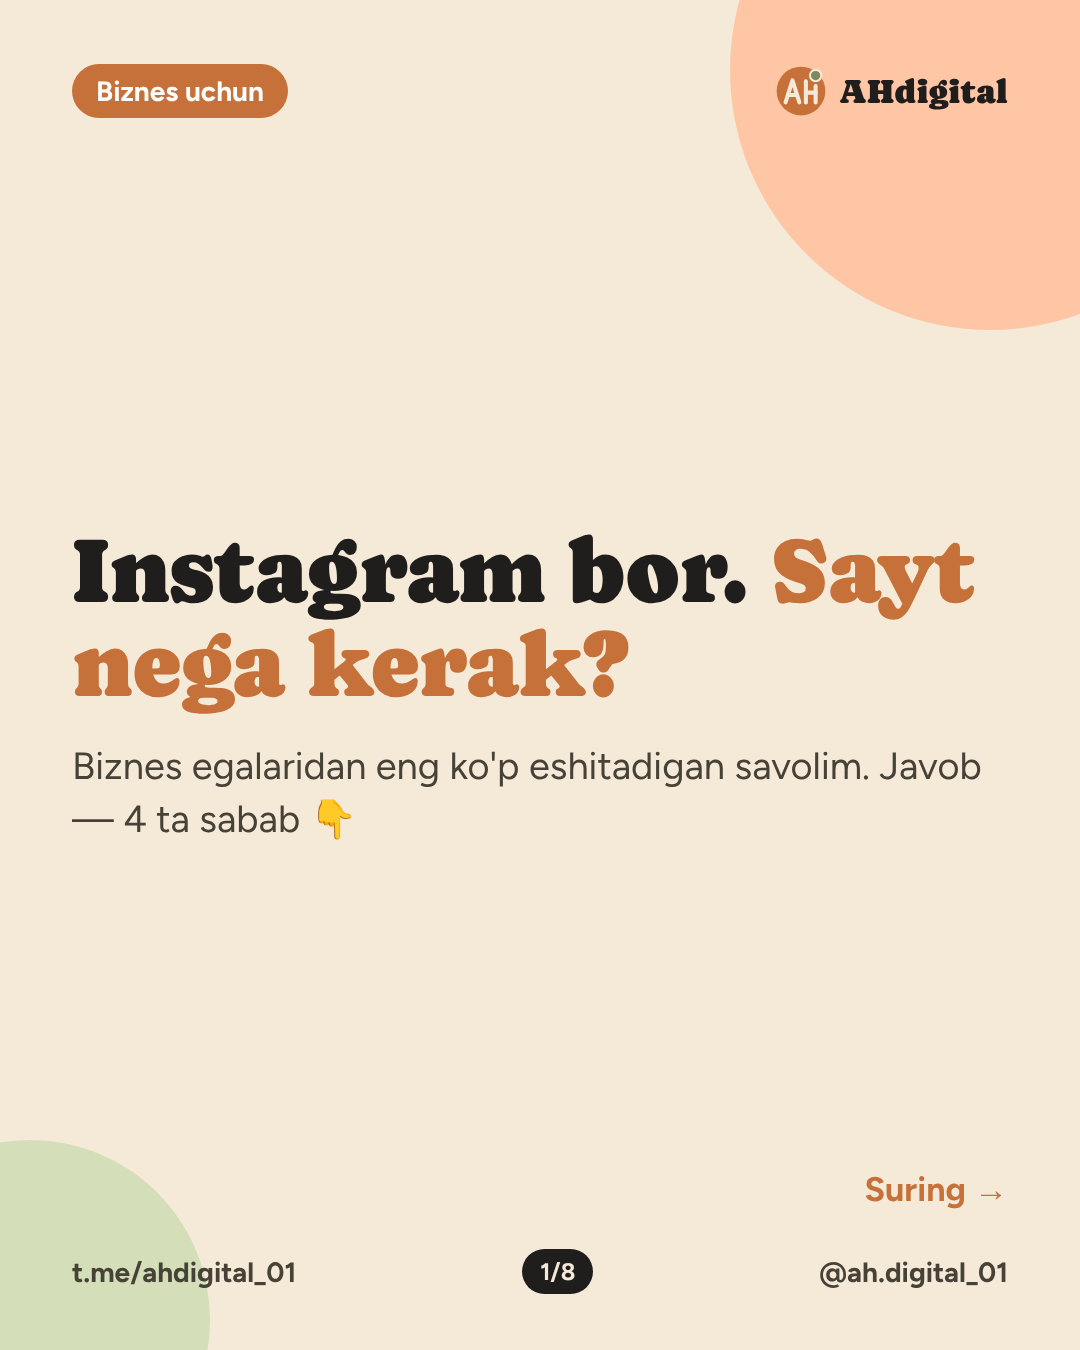 Biznes uchun
AH AHdigital
Instagram bor. Sayt
nega kerak?
Biznes egalaridan eng ko'p eshitadigan savolim. Javob
— 4 ta sabab 👇
Suring →
t.me/ahdigital_01
1/8
@ah.digital_01